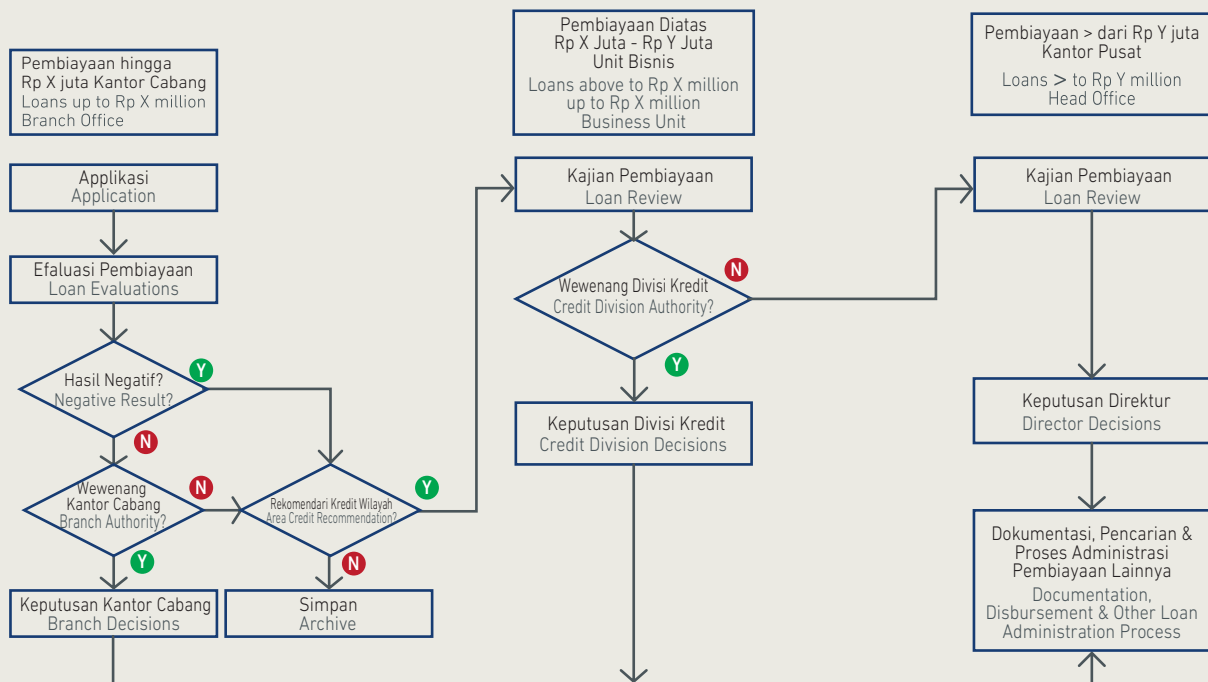 Pembiayaan hingga
Rp X juta Kantor Cabang
Loans up to Rp X million
Branch Office
Pembiayaan Diatas
Rp X Juta - Rp Y Juta
Unit Bisnis
Loans above to Rp X million
up to Rp X million
Business Unit
Pembiayaan > dari Rp Y juta
Kantor Pusat
Loans > to Rp Y million
Head Office
Applikasi
Application
Efaluasi Pembiayaan
Loan Evaluations
Hasil Negatif?
Negative Result?
Y
N
Wewenang
Kantor Cabang
Branch Authority?
N
Y
Keputusan Kantor Cabang
Branch Decisions
Rekomendari Kredit Wilayah
Area Credit Recommendation?
Y
N
Simpan
Archive
Kajian Pembiayaan
Loan Review
Wewenang Divisi Kredit
Credit Division Authority?
N
Y
Keputusan Divisi Kredit
Credit Division Decisions
Kajian Pembiayaan
Loan Review
Keputusan Direktur
Director Decisions
Dokumentasi, Pencarian &
Proses Administrasi
Pembiayaan Lainnya
Documentation,
Disbursement & Other Loan
Administration Process